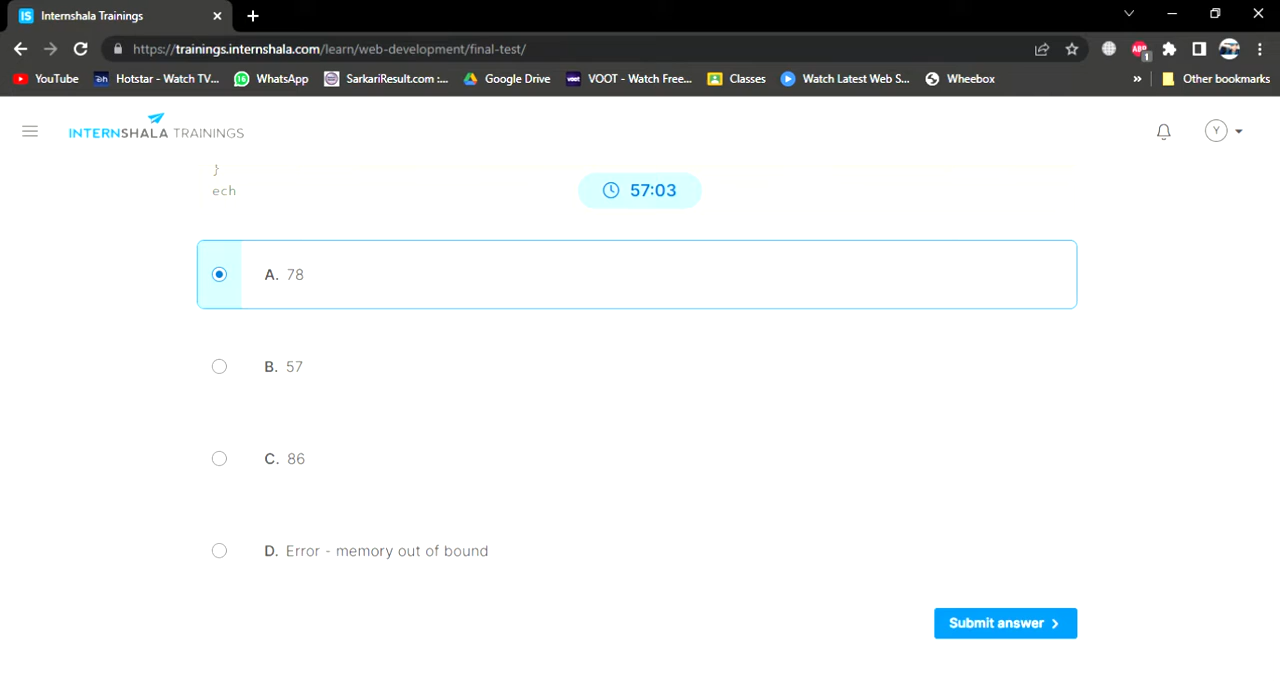 Internshala Trainings
https://trainings.internshala.com/learn/web-development/final-test/
YouTube
Hotstar - Watch TV...
WhatsApp
SarkariResult.com :...
Google Drive
VOOT - Watch Free...
Classes
Watch Latest Web S...
Wheebox
»
Other bookmarks
INTERNSHALA TRAININGS
Y
}
ech
57:03
A. 78
B. 57
C. 86
D. Error - memory out of bound
Submit answer